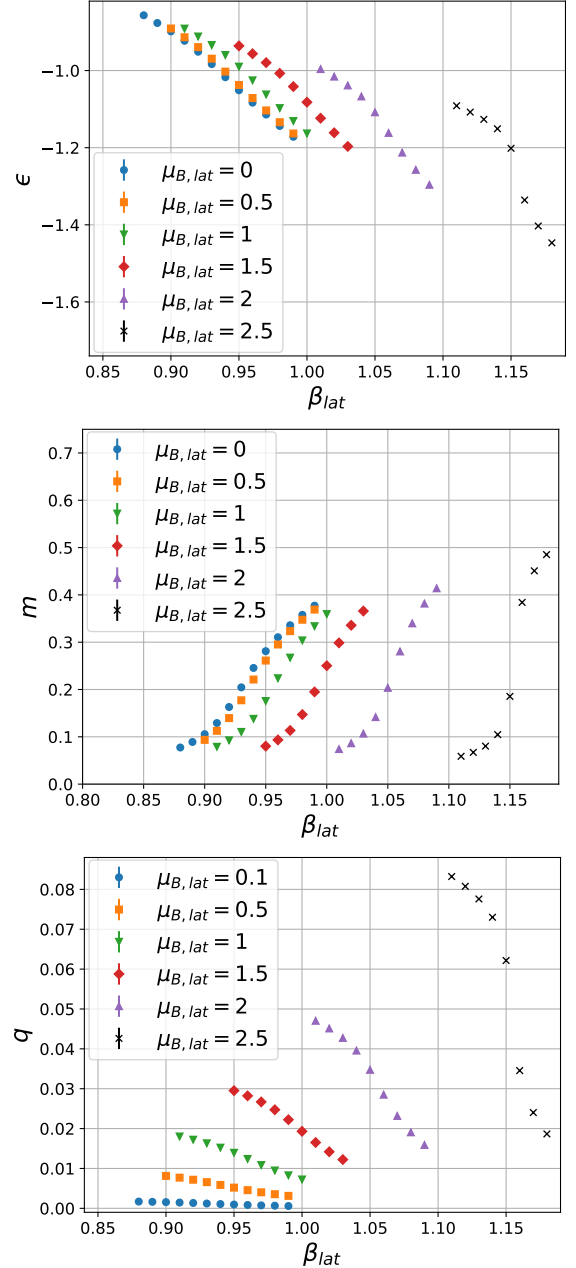 −1.0
−1.2
−1.4
−1.6
ϵ
μ_B, lat = 0
μ_B, lat = 0.5
μ_B, lat = 1
μ_B, lat = 1.5
μ_B, lat = 2
μ_B, lat = 2.5
0.85 0.90 0.95 1.00 1.05 1.10 1.15
β_lat
0.7
0.6
0.5
0.4
0.3
0.2
0.1
0.0
m
μ_B, lat = 0
μ_B, lat = 0.5
μ_B, lat = 1
μ_B, lat = 1.5
μ_B, lat = 2
μ_B, lat = 2.5
0.80 0.85 0.90 0.95 1.00 1.05 1.10 1.15
β_lat
0.08
0.07
0.06
0.05
0.04
0.03
0.02
0.01
0.00
q
μ_B, lat = 0.1
μ_B, lat = 0.5
μ_B, lat = 1
μ_B, lat = 1.5
μ_B, lat = 2
μ_B, lat = 2.5
0.85 0.90 0.95 1.00 1.05 1.10 1.15
β_lat